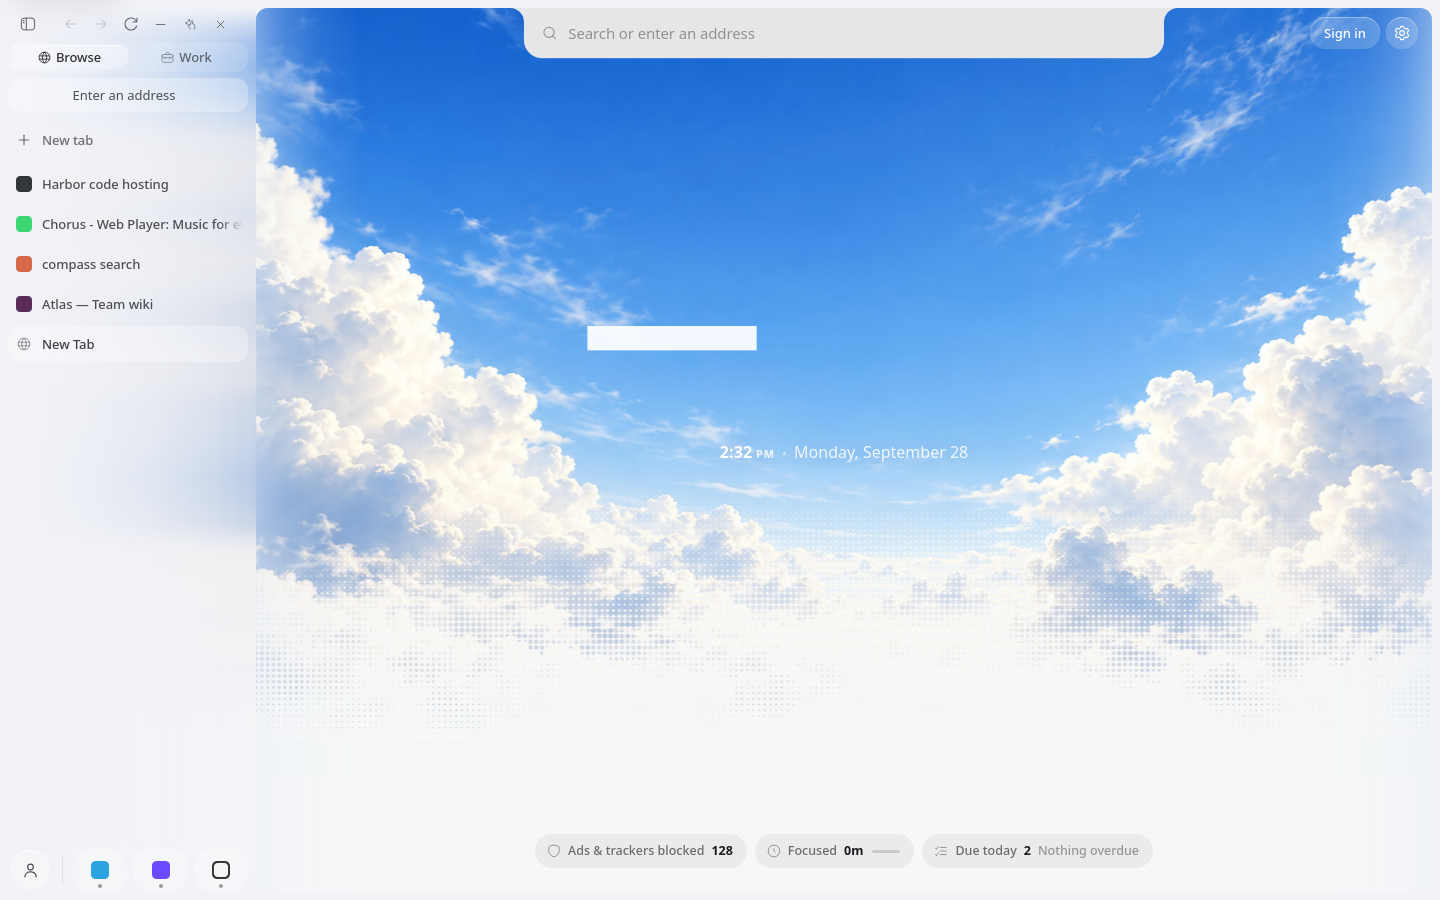 Search or enter an address
Sign in
Browse
Work
Enter an address
New tab
Harbor code hosting
Chorus - Web Player: Music for
compass search
Atlas — Team wiki
New Tab
2:32 PM · Monday, September 28
Ads & trackers blocked 128
Focused 0m
Due today 2 Nothing overdue